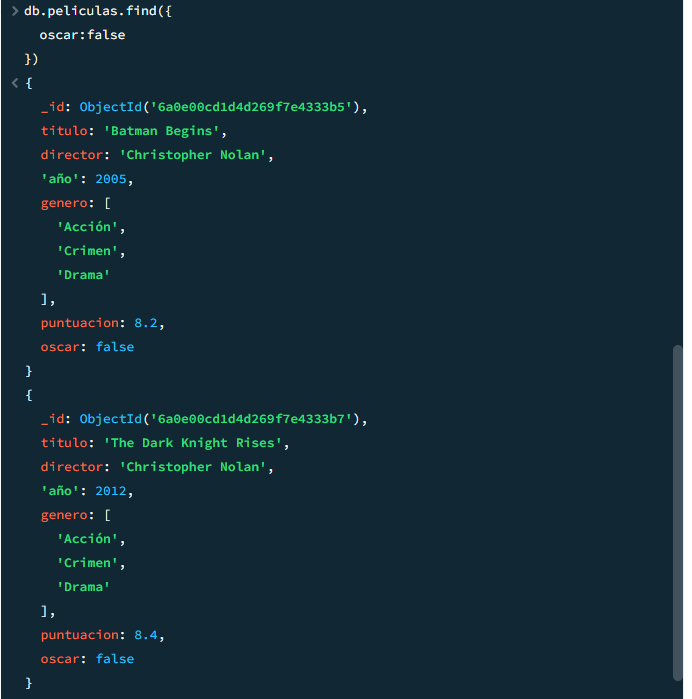 > db.peliculas.find({
    oscar:false
  })
< {
    _id: ObjectId('6a0e00cd1d4d269f7e4333b5'),
    titulo: 'Batman Begins',
    director: 'Christopher Nolan',
    'año': 2005,
    genero: [
      'Acción',
      'Crimen',
      'Drama'
    ],
    puntuacion: 8.2,
    oscar: false
  }
  {
    _id: ObjectId('6a0e00cd1d4d269f7e4333b7'),
    titulo: 'The Dark Knight Rises',
    director: 'Christopher Nolan',
    'año': 2012,
    genero: [
      'Acción',
      'Crimen',
      'Drama'
    ],
    puntuacion: 8.4,
    oscar: false
  }